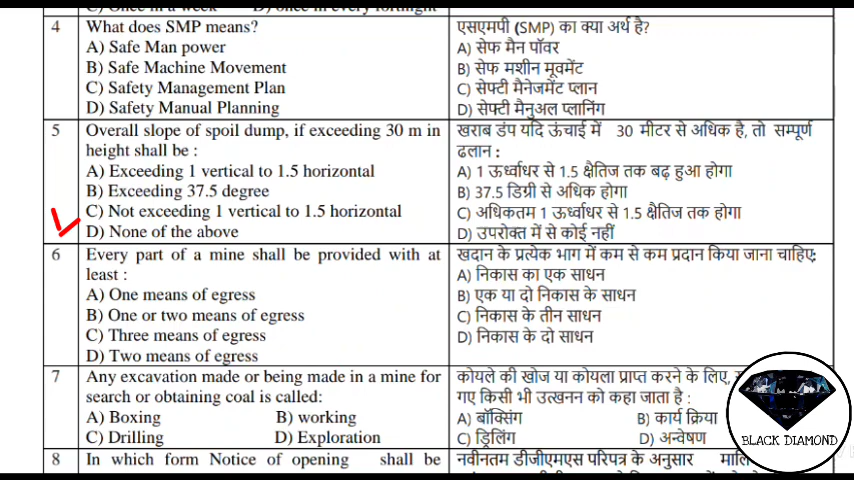 C) Once in a week D) once in every fortnight
4 What does SMP means?
A) Safe Man power
B) Safe Machine Movement
C) Safety Management Plan
D) Safety Manual Planning
एसएमपी (SMP) का क्या अर्थ है?
A) सेफ मैन पॉवर
B) सेफ मशीन मूवमेंट
C) सेफ्टी मैनेजमेंट प्लान
D) सेफ्टी मैनुअल प्लानिंग
5 Overall slope of spoil dump, if exceeding 30 m in
height shall be :
A) Exceeding 1 vertical to 1.5 horizontal
B) Exceeding 37.5 degree
C) Not exceeding 1 vertical to 1.5 horizontal
D) None of the above
खराब डंप यदि ऊंचाई में 30 मीटर से अधिक है, तो सम्पूर्ण
ढलान :
A) 1 ऊर्ध्वाधर से 1.5 क्षैतिज तक बढ़ हुआ होगा
B) 37.5 डिग्री से अधिक होगा
C) अधिकतम 1 ऊर्ध्वाधर से 1.5 क्षैतिज तक होगा
D) उपरोक्त में से कोई नहीं
6 Every part of a mine shall be provided with at
least :
A) One means of egress
B) One or two means of egress
C) Three means of egress
D) Two means of egress
खदान के प्रत्येक भाग में कम से कम प्रदान किया जाना चाहिए:
A) निकास का एक साधन
B) एक या दो निकास के साधन
C) निकास के तीन साधन
D) निकास के दो साधन
7 Any excavation made or being made in a mine for
search or obtaining coal is called:
A) Boxing B) working
C) Drilling D) Exploration
कोयले की खोज या कोयला प्राप्त करने के लिए,
गए किसी भी उत्खनन को कहा जाता है :
A) बॉक्सिंग B) कार्य क्रिया
C) ड्रिलिंग D) अन्वेषण
8 In which form Notice of opening shall be
नवीनतम डीजीएमएस परिपत्र के अनुसार
BLACK DIAMOND